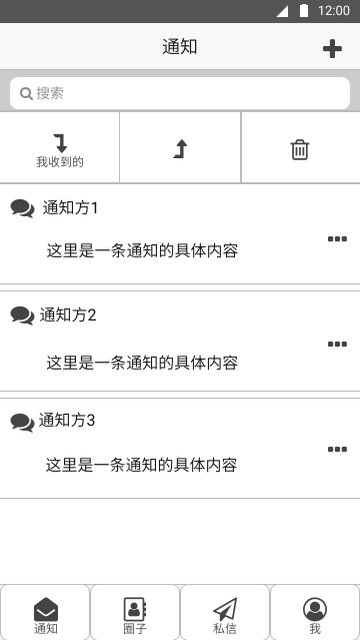 12:00
通知
搜索
我收到的
通知方1
这里是一条通知的具体内容
通知方2
这里是一条通知的具体内容
通知方3
这里是一条通知的具体内容
通知 圈子 私信 我